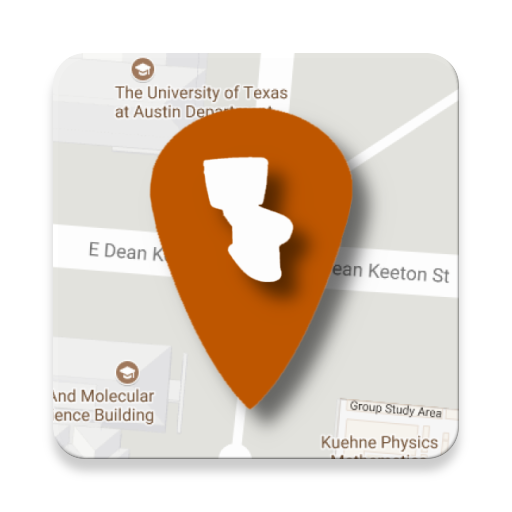 The University of Texas
at Austin Department
E Dean K
ean Keeton St
And Molecular
ence Building
Group Study Area
Kuehne Physics
Mathematics